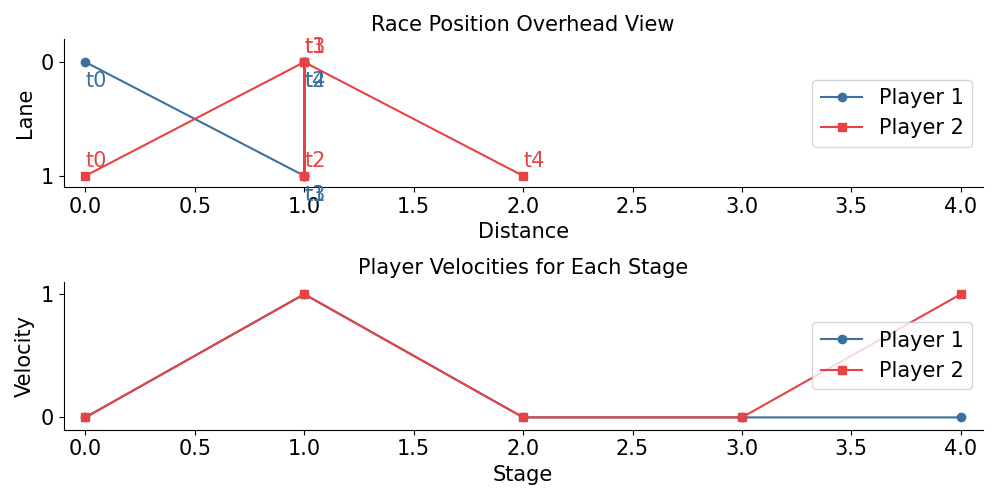 Race Position Overhead View
t1
t3
0
t0
t2
t4
Player 1
Player 2
Lane
t0
t2
t4
1
t1
t3
0.0 0.5 1.0 1.5 2.0 2.5 3.0 3.5 4.0
Distance
Player Velocities for Each Stage
1
Player 1
Player 2
Velocity
0
0.0 0.5 1.0 1.5 2.0 2.5 3.0 3.5 4.0
Stage